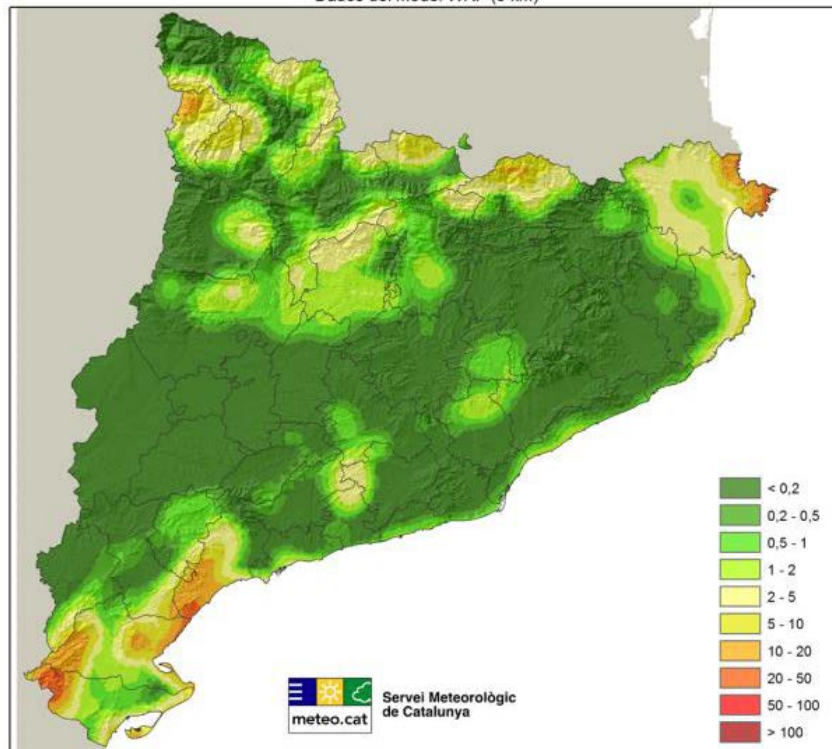 < 0,2
0,2 - 0,5
0,5 - 1
1 - 2
2 - 5
5 - 10
10 - 20
20 - 50
50 - 100
> 100
meteo.cat
Servei Meteorològic
de Catalunya